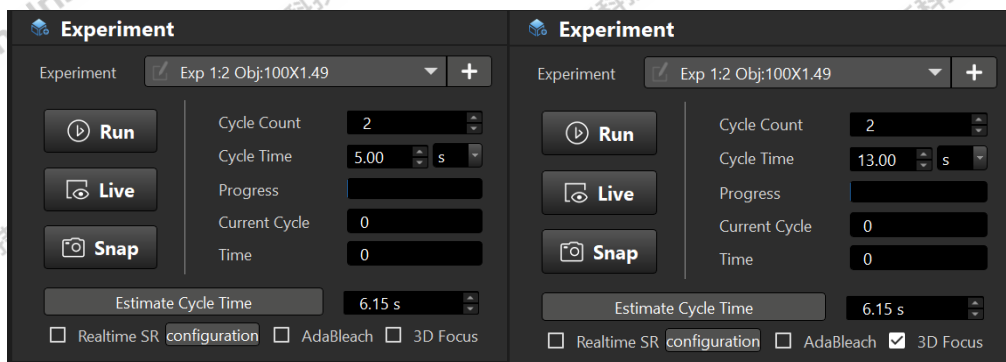 Experiment
Experiment Exp 1:2 Obj:100X1.49 +
Run
Live
Snap
Cycle Count 2
Cycle Time 5.00 s
Progress
Current Cycle 0
Time 0
Estimate Cycle Time 6.15 s
Realtime SR configuration AdaBleach 3D Focus
Experiment
Experiment Exp 1:2 Obj:100X1.49 +
Run
Live
Snap
Cycle Count 2
Cycle Time 13.00 s
Progress
Current Cycle 0
Time 0
Estimate Cycle Time 6.15 s
Realtime SR configuration AdaBleach 3D Focus